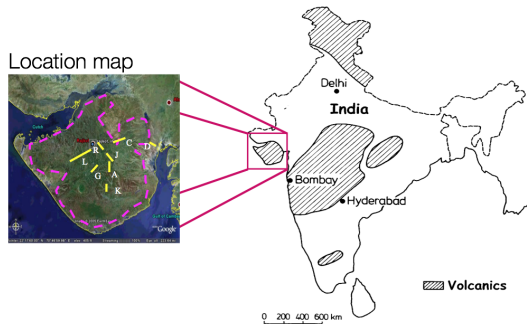 Location map
C
D
R
J
L
G
A
K
Google
Delhi
India
Bombay
Hyderabad
Volcanics
0 200 400 600 km